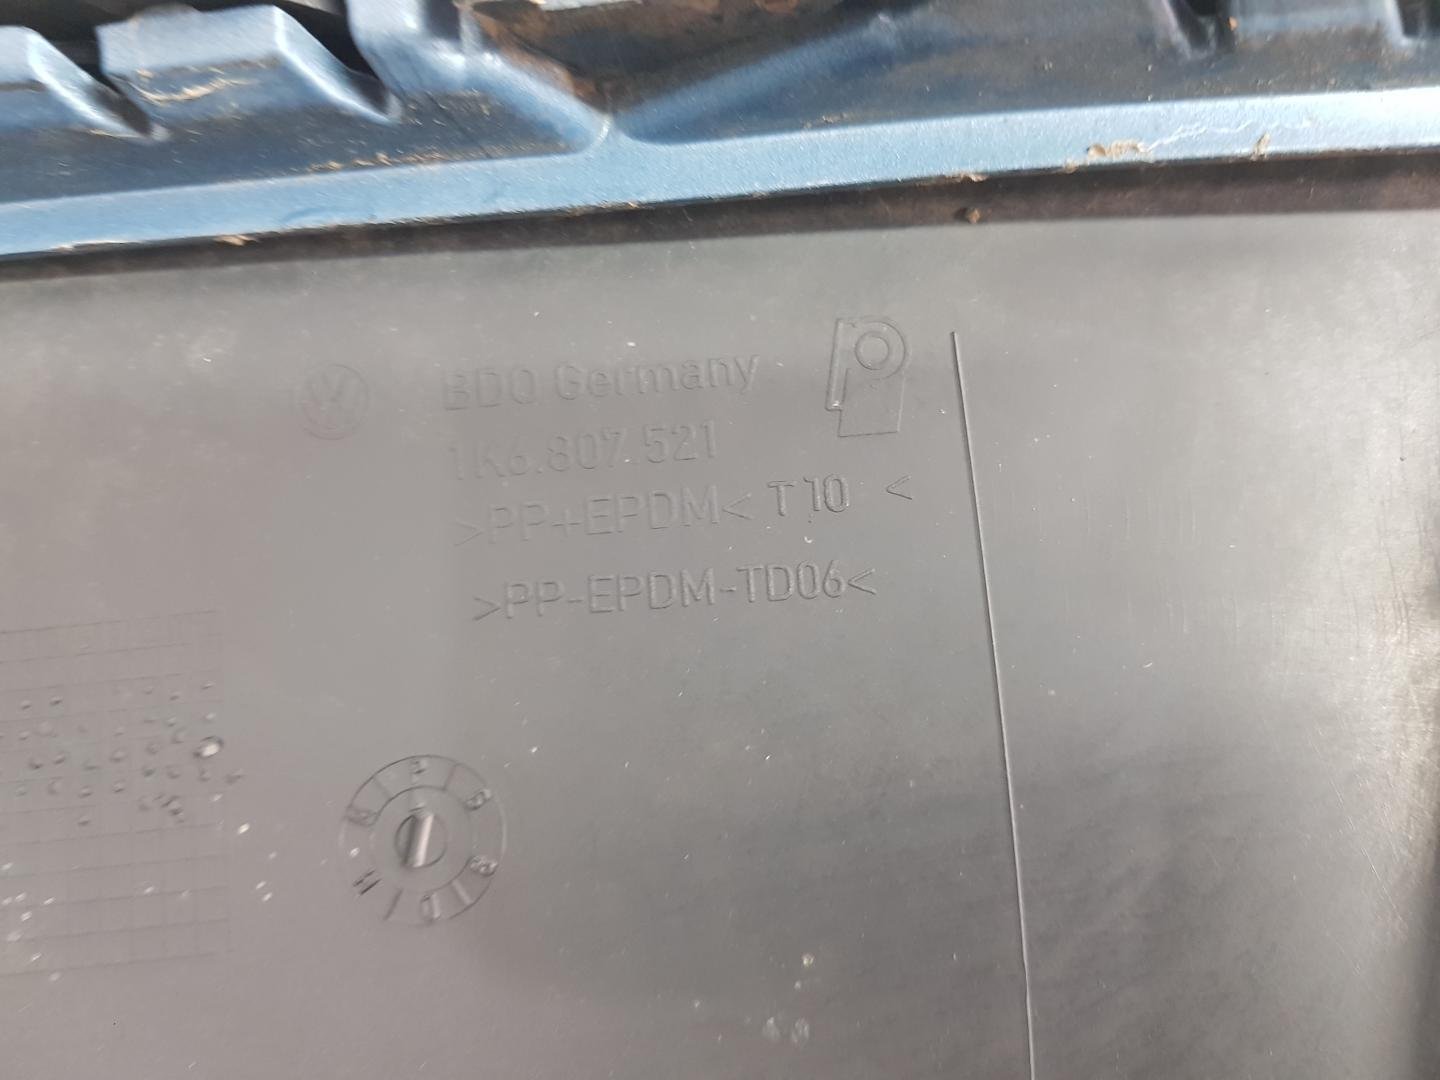 BDO Germany
1K6.807.521
>PP+EPDM< T10 <
>PP-EPDM-TD06<